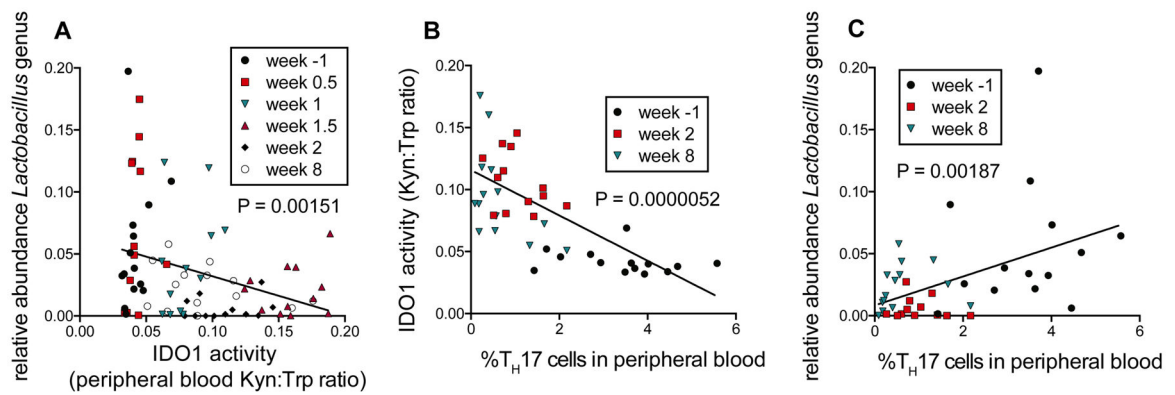 A
relative abundance Lactobacillus genus
0.20
0.15
0.10
0.05
0.00
week -1
week 0.5
week 1
week 1.5
week 2
week 8
P = 0.00151
0.00
0.05
0.10
0.15
0.20
IDO1 activity
(peripheral blood Kyn:Trp ratio)
B
IDO1 activity (Kyn:Trp ratio)
0.20
0.15
0.10
0.05
0.00
week -1
week 2
week 8
P = 0.0000052
0
2
4
6
%TH17 cells in peripheral blood
C
relative abundance Lactobacillus genus
0.20
0.15
0.10
0.05
0.00
week -1
week 2
week 8
P = 0.00187
0
2
4
6
%TH17 cells in peripheral blood